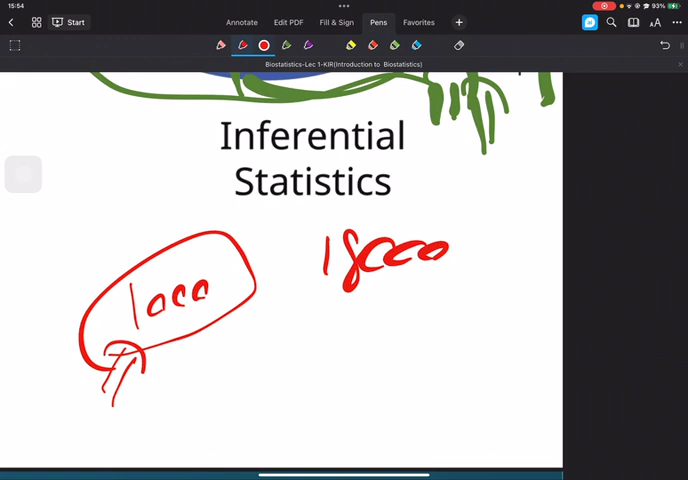 15:54
93%
Annotate Edit PDF Fill & Sign Pens Favorites
Start
AA
Biostatistics-Lec 1-KIR(Introduction to Biostatistics)
Inferential
Statistics
18000
1000